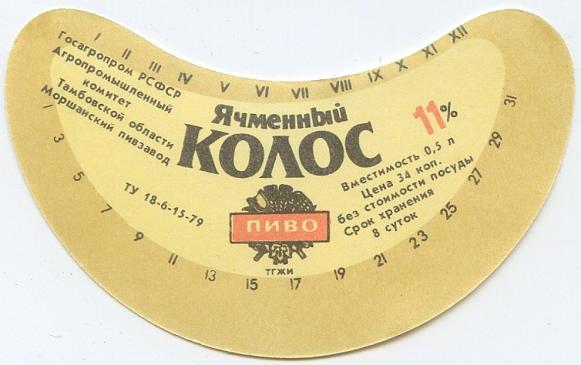 I II III IV V VI VII VIII IX X XI XII
Госагропром РСФСР
Агропромышленный
комитет
Тамбовской области
Моршанский пивзавод
Ячменный
КОЛОС
11%
ТУ 18-6-15-79
Вместимость 0,5 л
Цена 34 коп.
без стоимости посуды
Срок хранения
8 суток
ПИВО
ТГЖИ
1 3 5 7 9 11 13 15 17 19 21 23 25 27 29 31